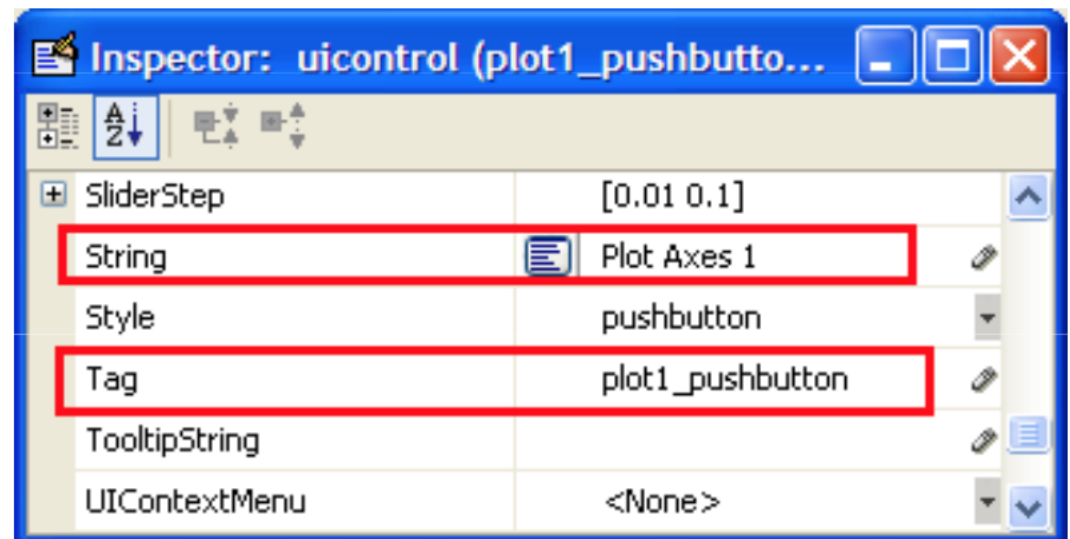 Inspector: uicontrol (plot1_pushbutto...
A
Z
SliderStep [0.01 0.1]
String Plot Axes 1
Style pushbutton
Tag plot1_pushbutton
TooltipString
UIContextMenu <None>